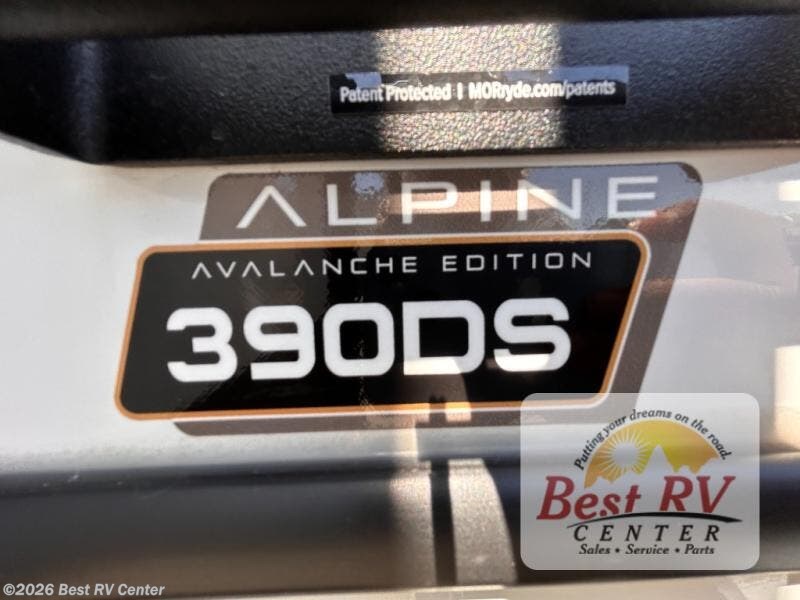 Patent Protected | MORryde.com/patents
ALPINE
AVALANCHE EDITION
390DS
Putting your dreams on the road.
Best RV
CENTER
Sales • Service • Parts
©2026 Best RV Center